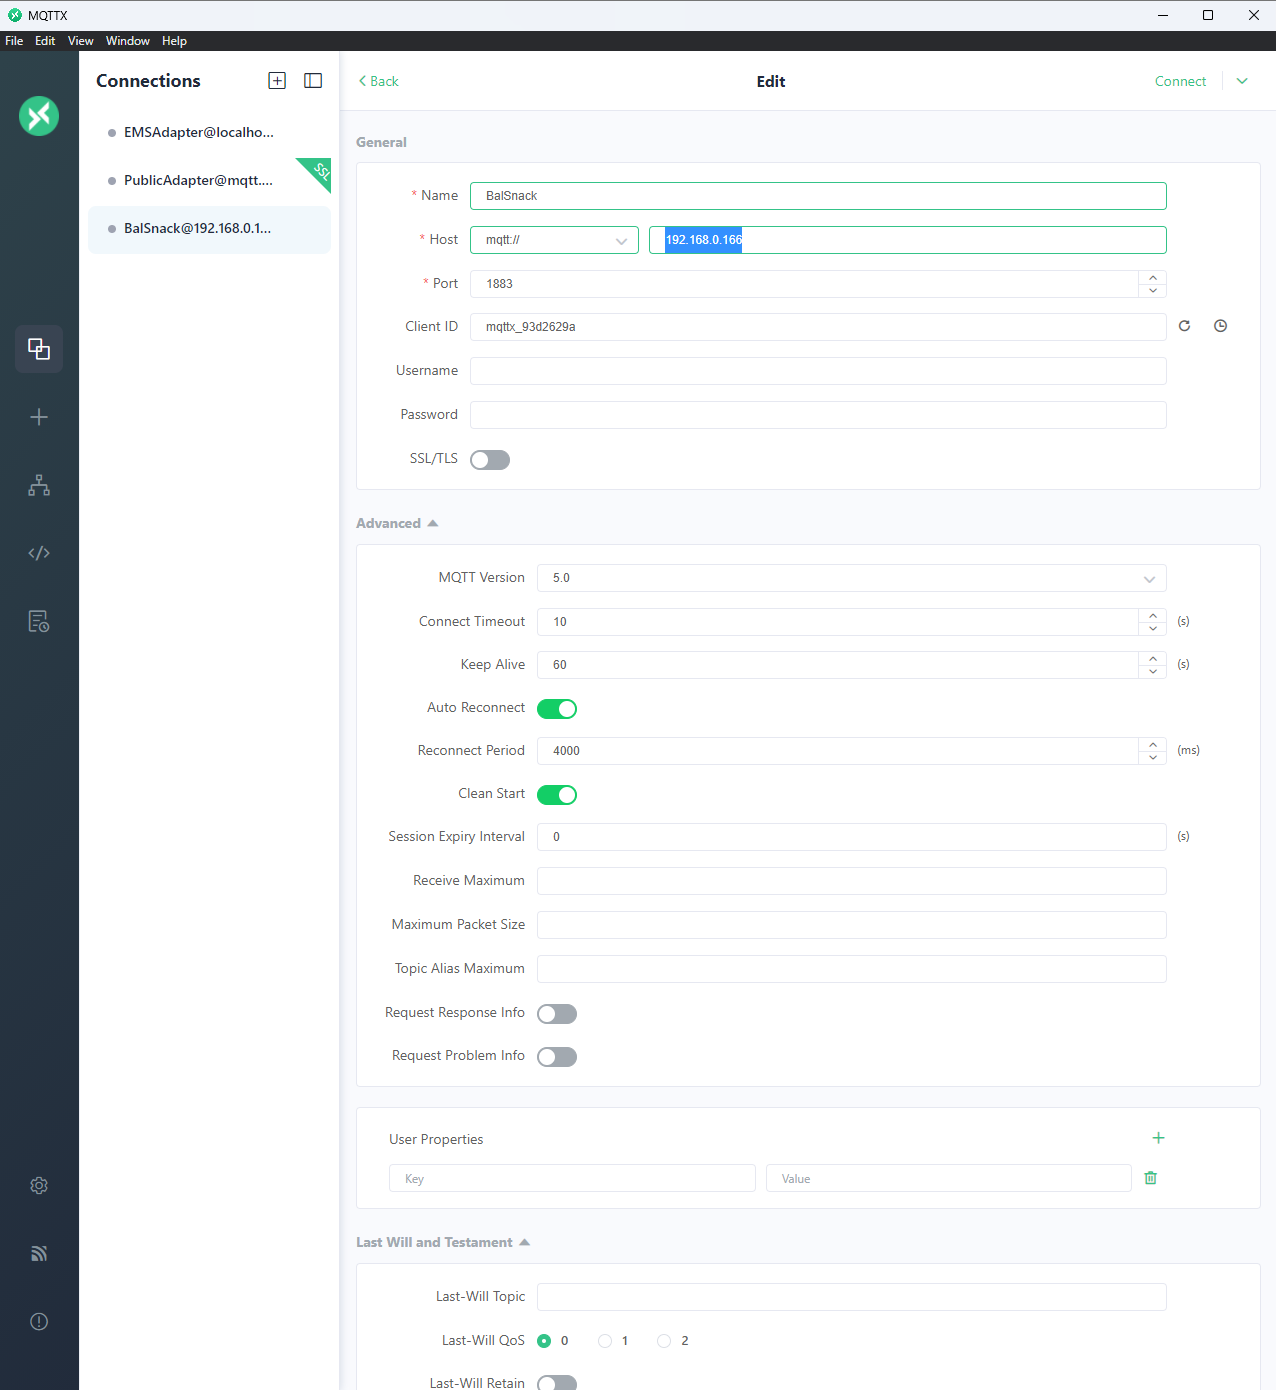 MQTTX
File Edit View Window Help
Connections
EMSAdapter@localho...
PublicAdapter@mqtt....
SSL
BalSnack@192.168.0.1...
Back
Edit
Connect
General
* Name BalSnack
* Host mqtt:// 192.168.0.166
* Port 1883
Client ID mqttx_93d2629a
Username
Password
SSL/TLS
Advanced
MQTT Version 5.0
Connect Timeout 10 (s)
Keep Alive 60 (s)
Auto Reconnect
Reconnect Period 4000 (ms)
Clean Start
Session Expiry Interval 0 (s)
Receive Maximum
Maximum Packet Size
Topic Alias Maximum
Request Response Info
Request Problem Info
User Properties
Key Value
Last Will and Testament
Last-Will Topic
Last-Will QoS 0 1 2
Last-Will Retain